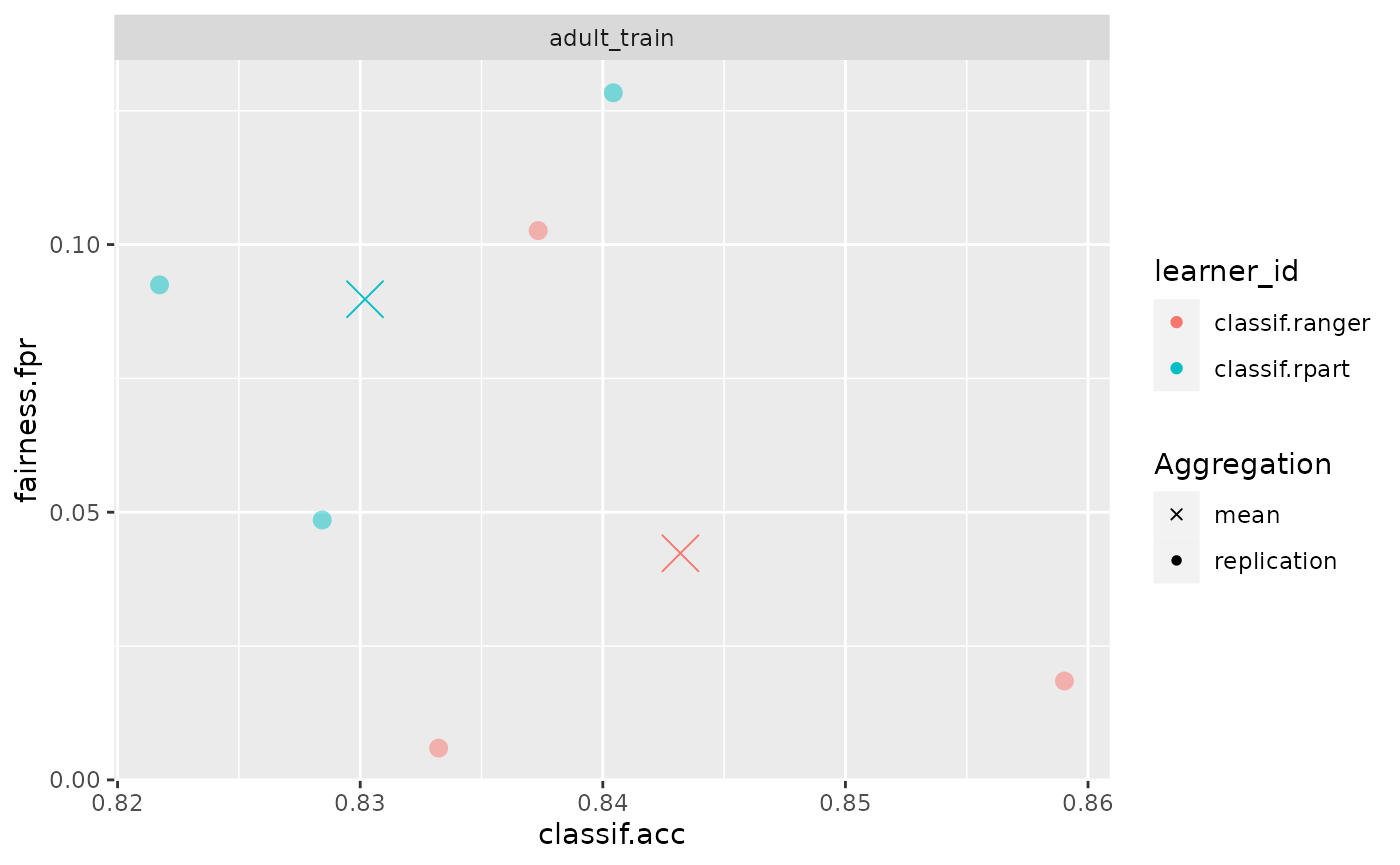 adult_train
0.10
0.05
0.00
fairness.fpr
0.82
0.83
0.84
0.85
0.86
classif.acc
learner_id
classif.ranger
classif.rpart
Aggregation
mean
replication